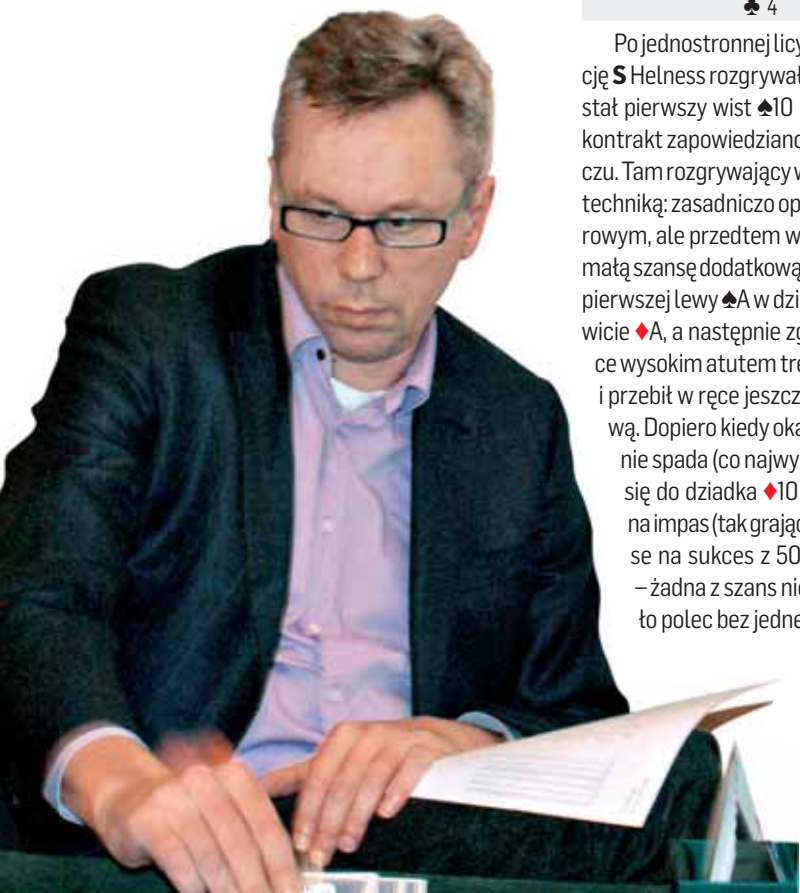 ♣ 4
Po jednostronnej licy
cję S Helness rozgrywał
stał pierwszy wist ♠10
kontrakt zapowiedziano
czu. Tam rozgrywający w
techniką: zasadniczo op
rowym, ale przedtem w
małą szansę dodatkową
pierwszej lewy ♠A w dzi
wicie ♦A, a następnie zg
ce wysokim atutem tre
i przebił w ręce jeszcz
wą. Dopiero kiedy oka
nie spada (co najwy
się do dziadka ♦10
na impas (tak grając
se na sukces z 50
– żadna z szans nie
ło polec bez jedne